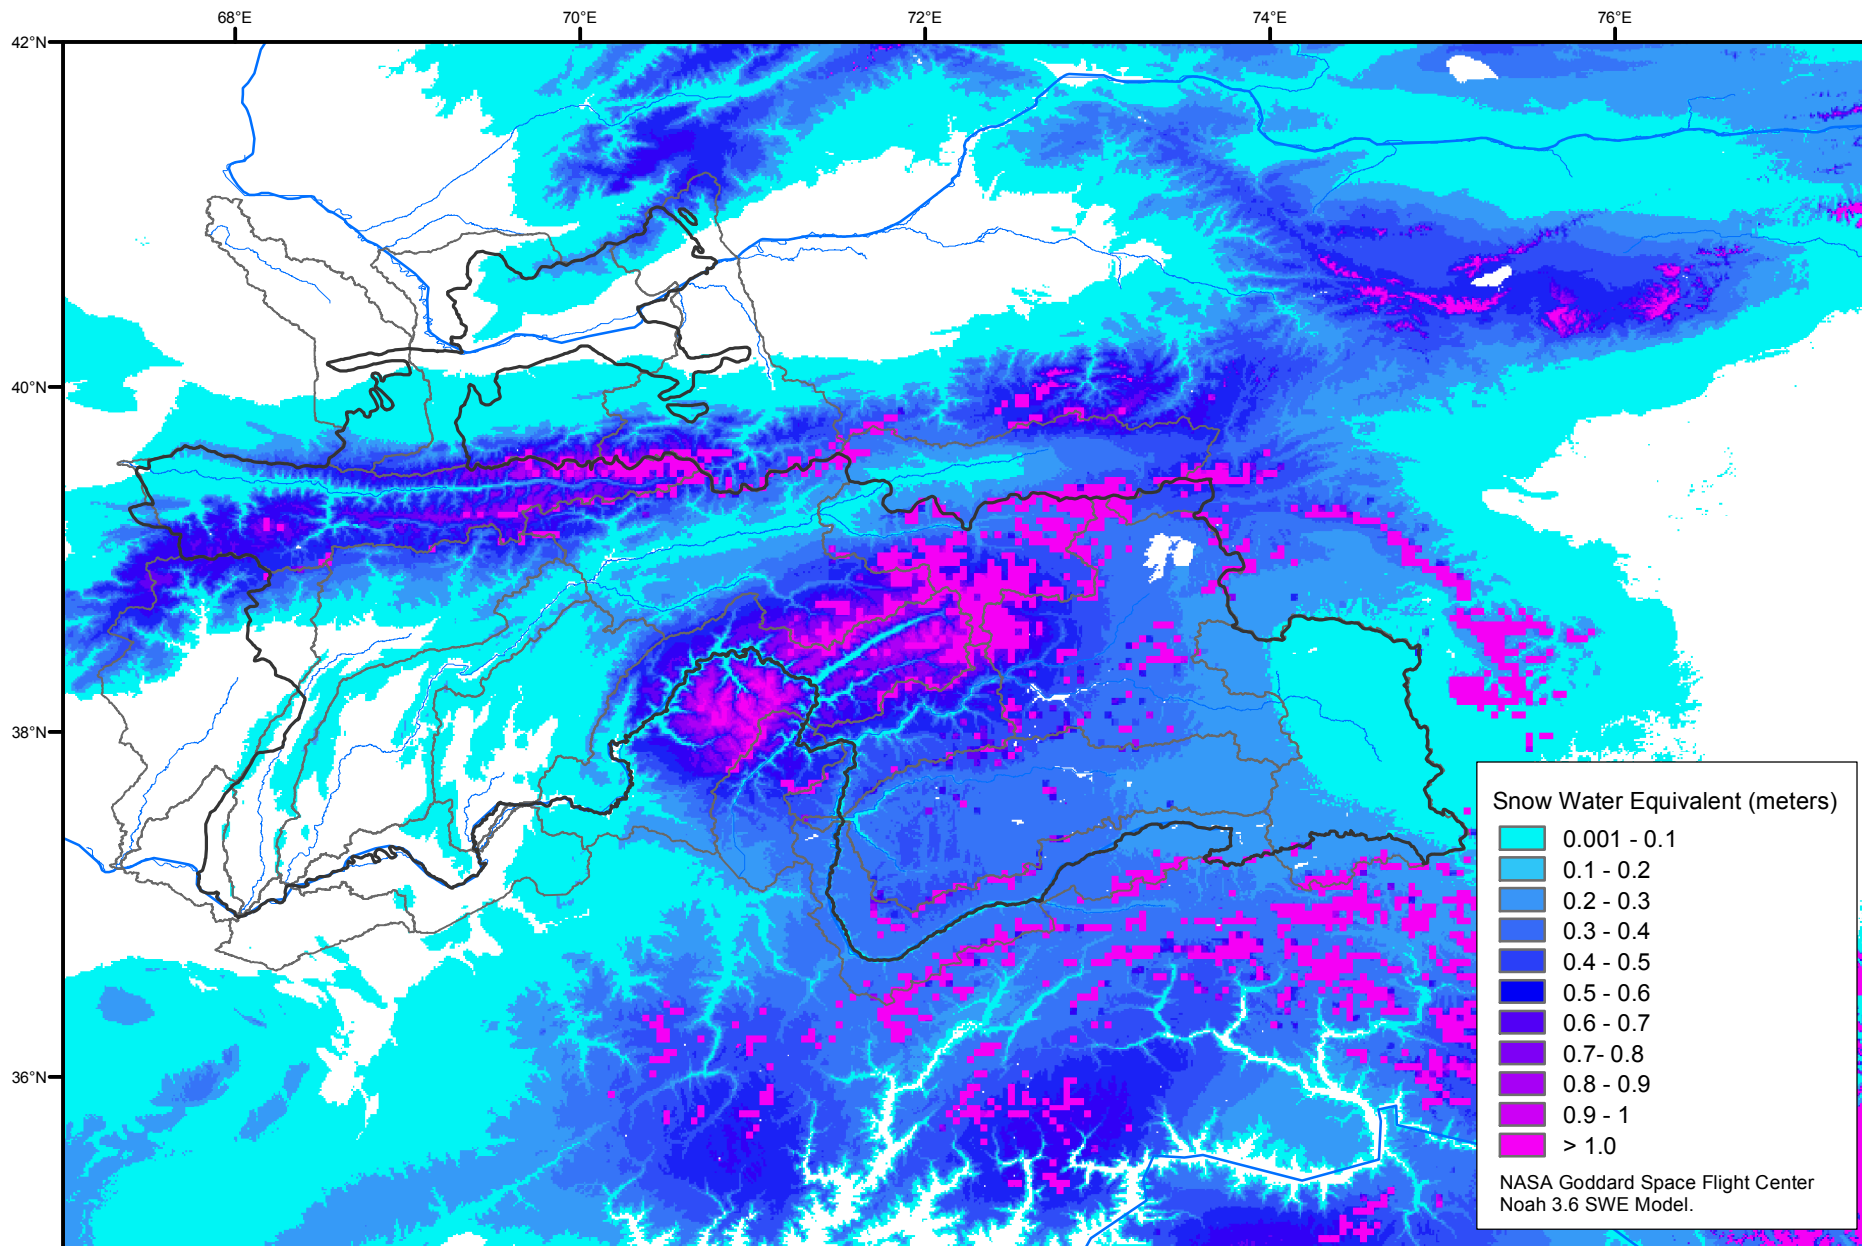 68°E 70°E 72°E 74°E 76°E
42°N
40°N
38°N
36°N
Snow Water Equivalent (meters)
0.001 - 0.1
0.1 - 0.2
0.2 - 0.3
0.3 - 0.4
0.4 - 0.5
0.5 - 0.6
0.6 - 0.7
0.7- 0.8
0.8 - 0.9
0.9 - 1
> 1.0
NASA Goddard Space Flight Center
Noah 3.6 SWE Model.